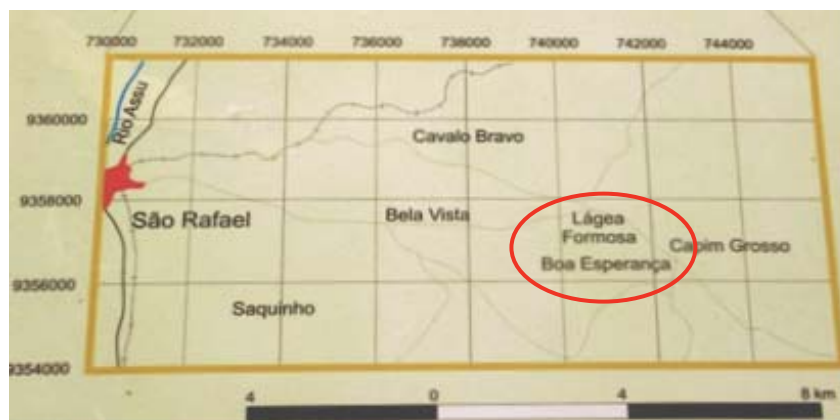 730000 732000 734000 736000 738000 740000 742000 744000
9360000
Rio Assu
Cavalo Bravo
9358000
São Rafael
Bela Vista
Lágea
Formosa
Capim Grosso
Boa Esperança
9356000
Saquinho
9354000
4 0 4 8 km